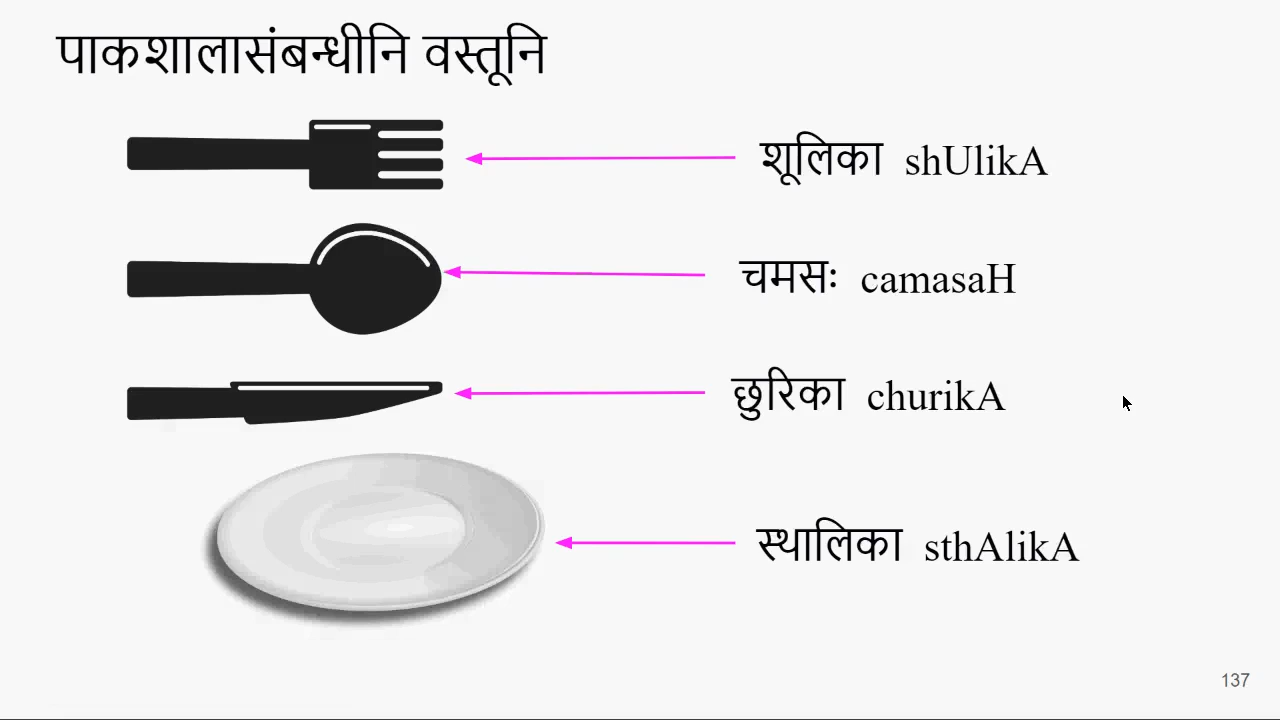 पाकशालासंबन्धीनि वस्तूनि
शूलिका shUlikA
चमसः camasaH
छुरिका churikA
स्थालिका sthAlikA
137